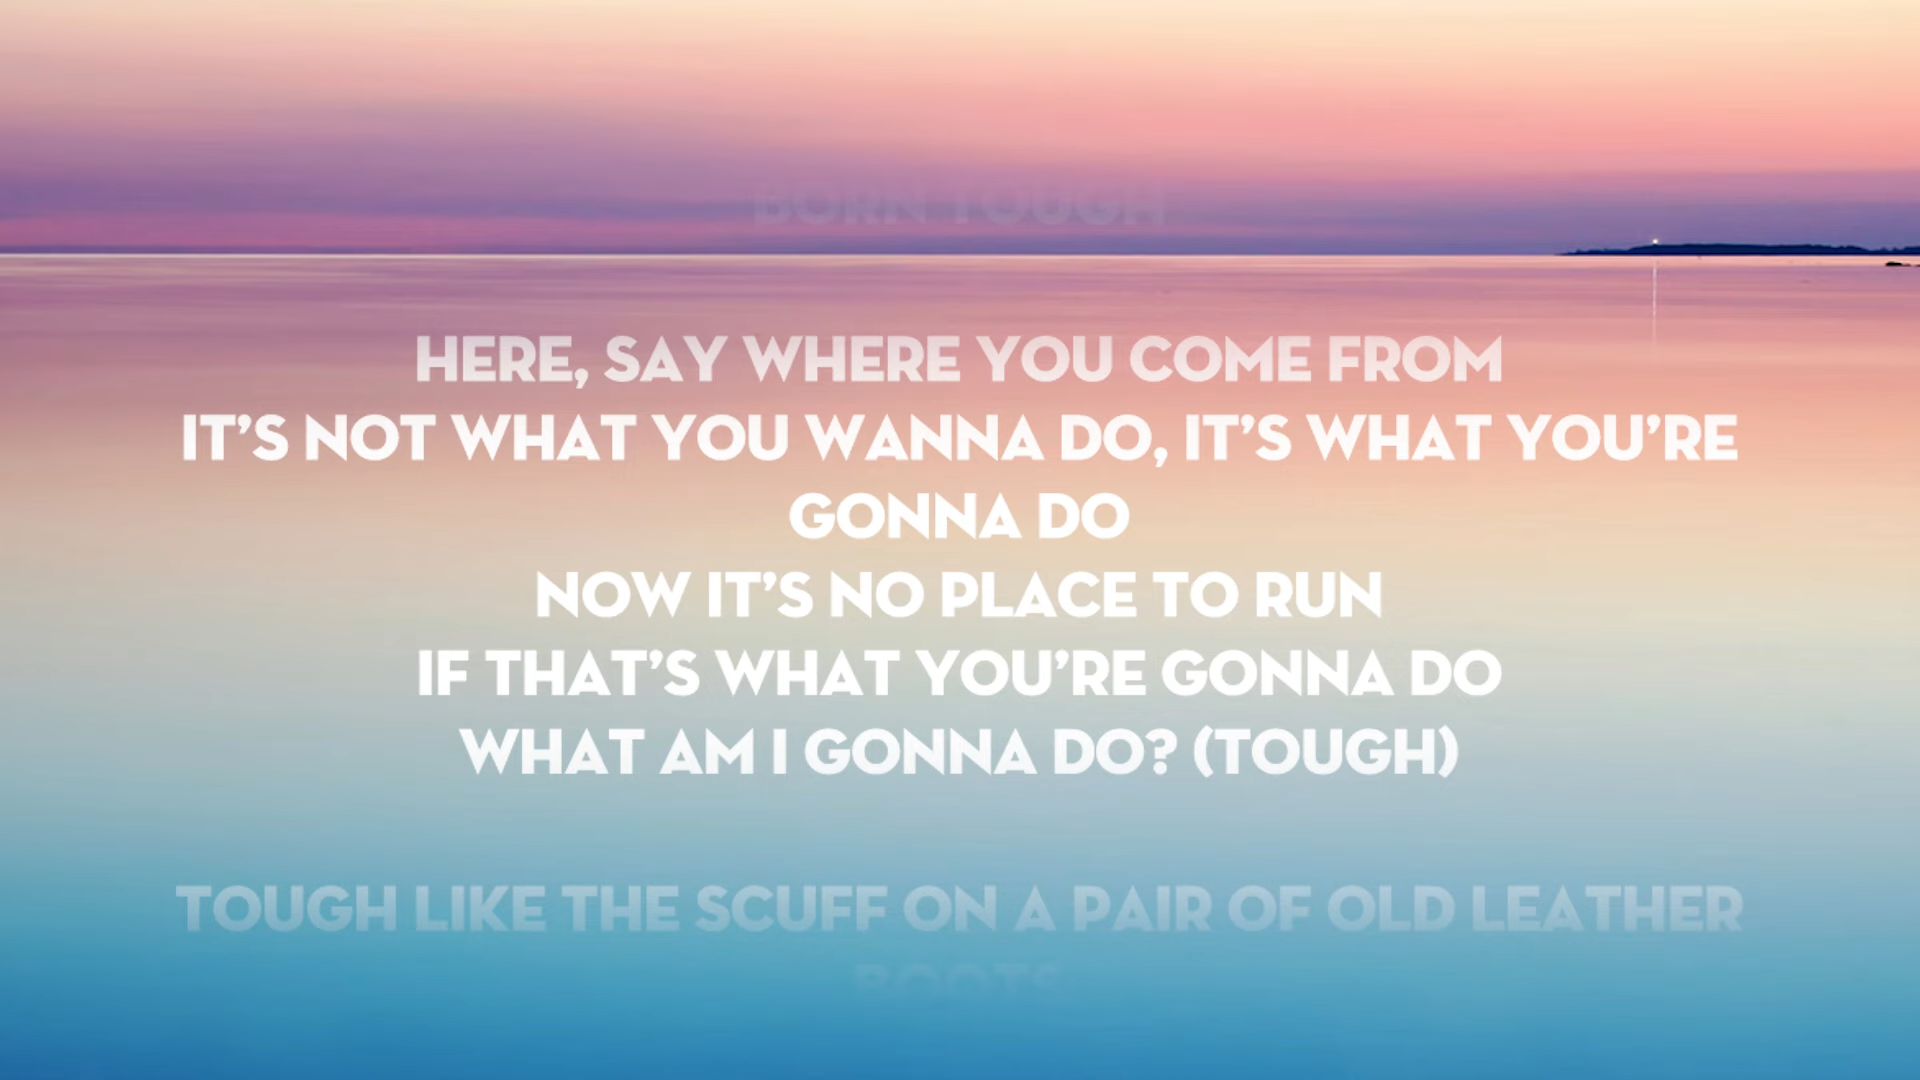 BORN TOUGH
HERE, SAY WHERE YOU COME FROM
IT'S NOT WHAT YOU WANNA DO, IT'S WHAT YOU'RE
GONNA DO
NOW IT'S NO PLACE TO RUN
IF THAT'S WHAT YOU'RE GONNA DO
WHAT AM I GONNA DO? (TOUGH)
TOUGH LIKE THE SCUFF ON A PAIR OF OLD LEATHER
BOOTS